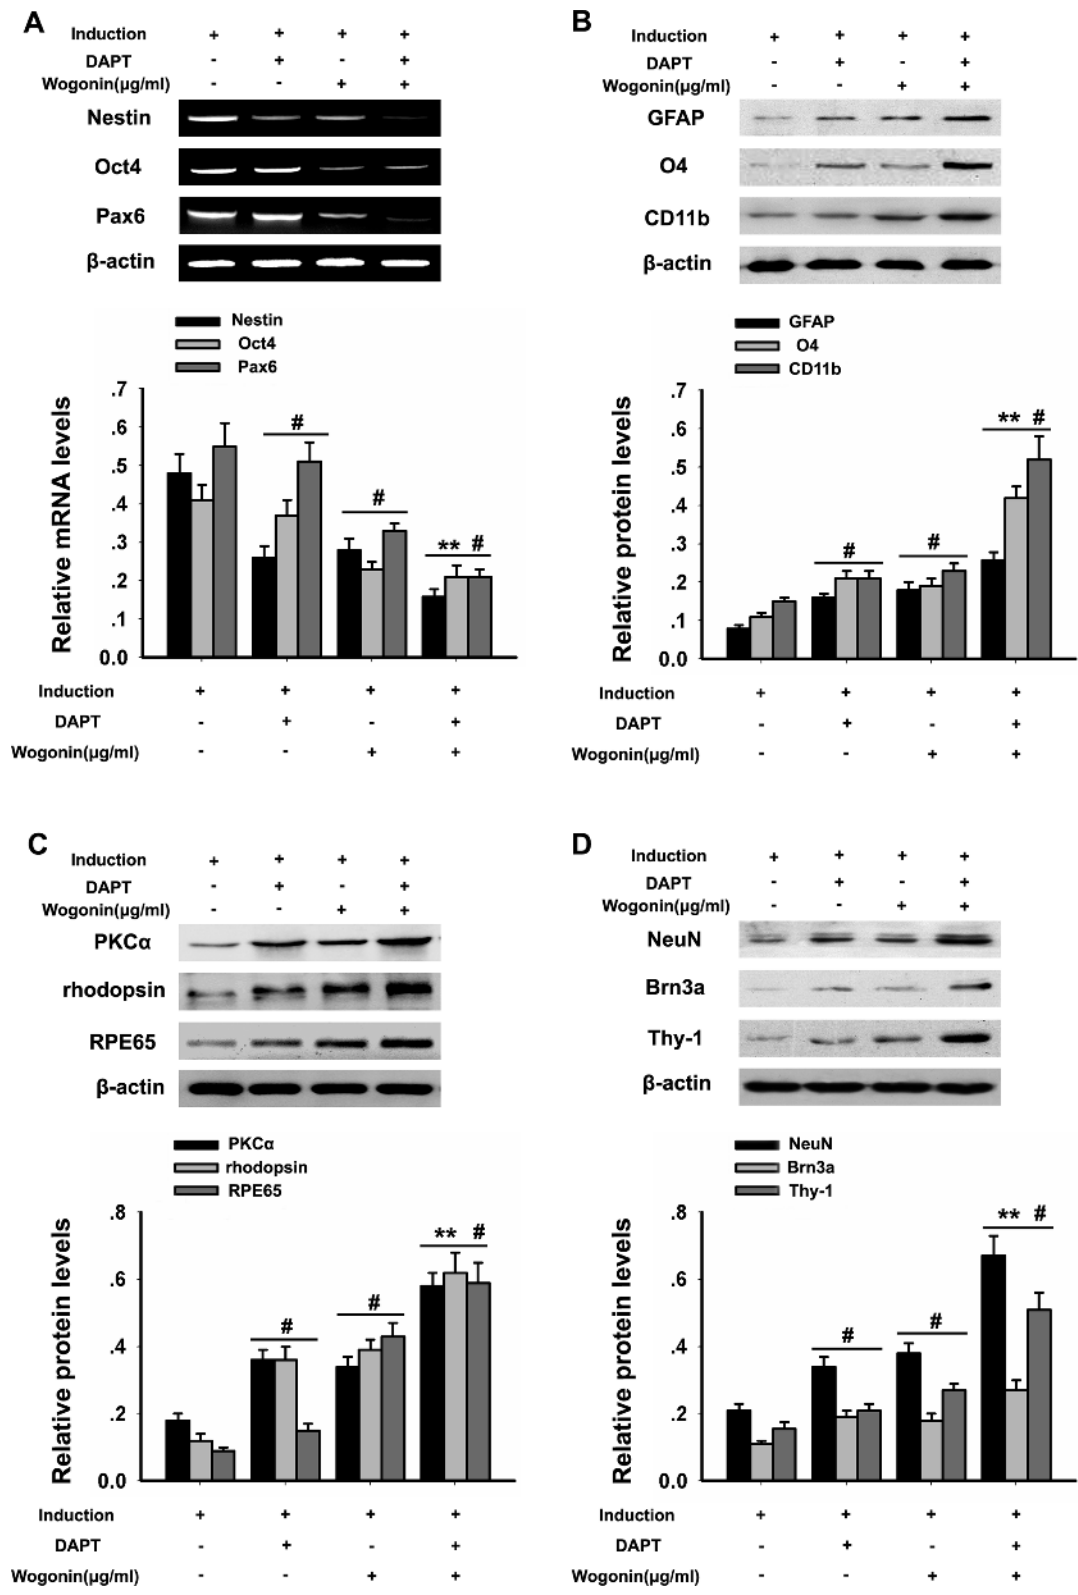 A
Induction + + + +
DAPT - + - +
Wogonin(μg/ml) - - + +
Nestin
Oct4
Pax6
β-actin
Nestin
Oct4
Pax6
Relative mRNA levels
.7
.6
.5
.4
.3
.2
.1
0.0
#
#
** #
Induction + + + +
DAPT - + - +
Wogonin(μg/ml) - - + +
B
Induction + + + +
DAPT - + - +
Wogonin(μg/ml) - - + +
GFAP
O4
CD11b
β-actin
GFAP
O4
CD11b
Relative protein levels
.7
.6
.5
.4
.3
.2
.1
0.0
#
#
** #
Induction + + + +
DAPT - + - +
Wogonin(μg/ml) - - + +
C
Induction + + + +
DAPT - + - +
Wogonin(μg/ml) - - + +
PKCα
rhodopsin
RPE65
β-actin
PKCα
rhodopsin
RPE65
Relative protein levels
.8
.6
.4
.2
0.0
#
#
** #
Induction + + + +
DAPT - + - +
Wogonin(μg/ml) - - + +
D
Induction + + + +
DAPT - + - +
Wogonin(μg/ml) - - + +
NeuN
Brn3a
Thy-1
β-actin
NeuN
Brn3a
Thy-1
Relative protein levels
.8
.6
.4
.2
0.0
#
#
** #
Induction + + + +
DAPT - + - +
Wogonin(μg/ml) - - + +